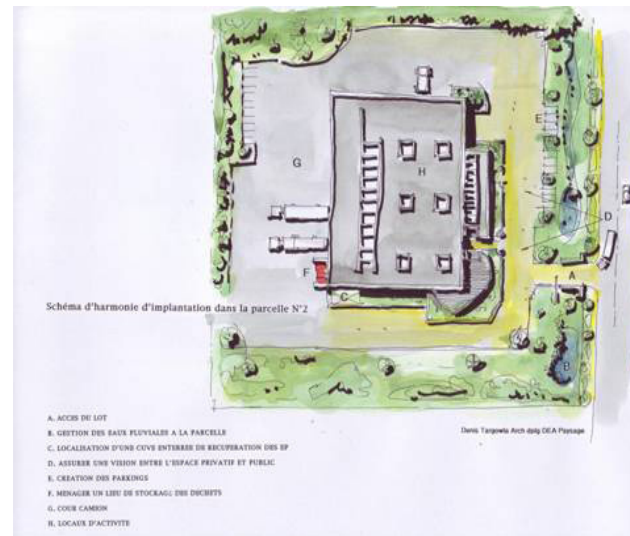 E
G
H
D
F
A
C
Schéma d'harmonie d'implantation dans la parcelle N°2
B
Denis Targowla Arch dplg DEA Paysage
A. ACCES DU LOT
B. GESTION DES EAUX PLUVIALES A LA PARCELLE
C. LOCALISATION D'UNE CUVE ENTERREE DE RECUPERATION DES EP
D. ASSURER UNE VISION ENTRE L'ESPACE PRIVATIF ET PUBLIC
E. CREATION DES PARKINGS
F. MENAGER UN LIEU DE STOCKAGE DES DECHETS
G. COUR CAMION
H. LOCAUX D'ACTIVITE